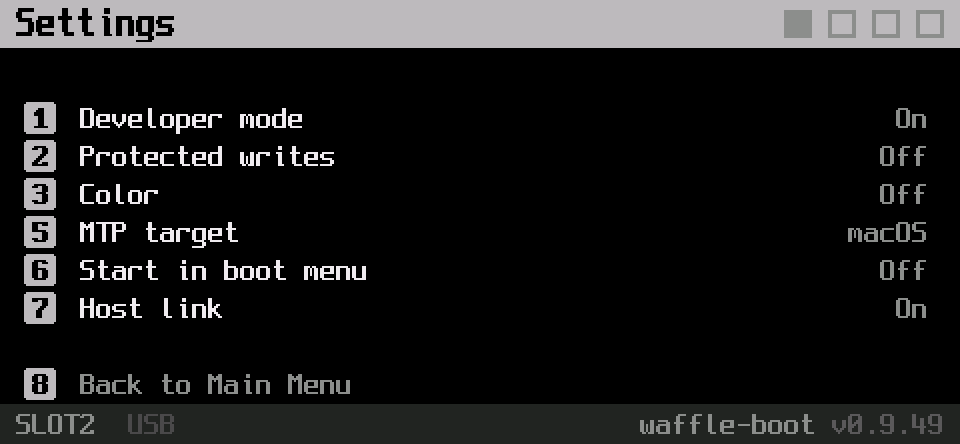 Settings
1 Developer mode On
2 Protected writes Off
3 Color Off
5 MTP target macOS
6 Start in boot menu Off
7 Host link On
8 Back to Main Menu
SLOT2 USB waffle-boot v0.9.49